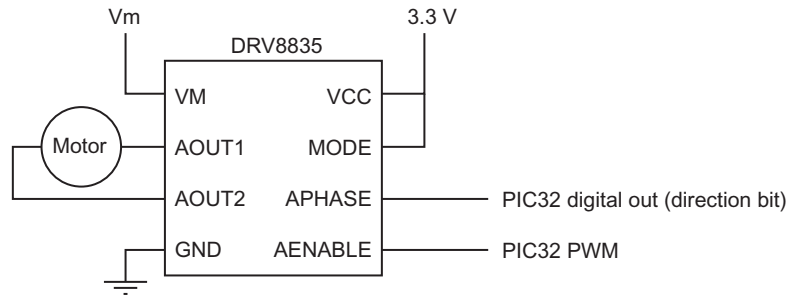 Vm 3.3 V
DRV8835
VM VCC
Motor AOUT1 MODE
AOUT2 APHASE PIC32 digital out (direction bit)
GND AENABLE PIC32 PWM